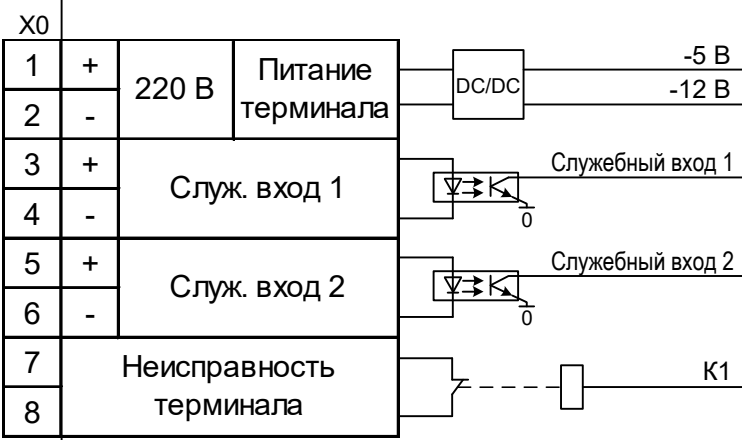 X0
1 + 220 В Питание терминала DC/DC -5 В
2 - -12 В
3 + Служ. вход 1 Служебный вход 1
4 - 0
5 + Служ. вход 2 Служебный вход 2
6 - 0
7 Неисправность К1
8 терминала